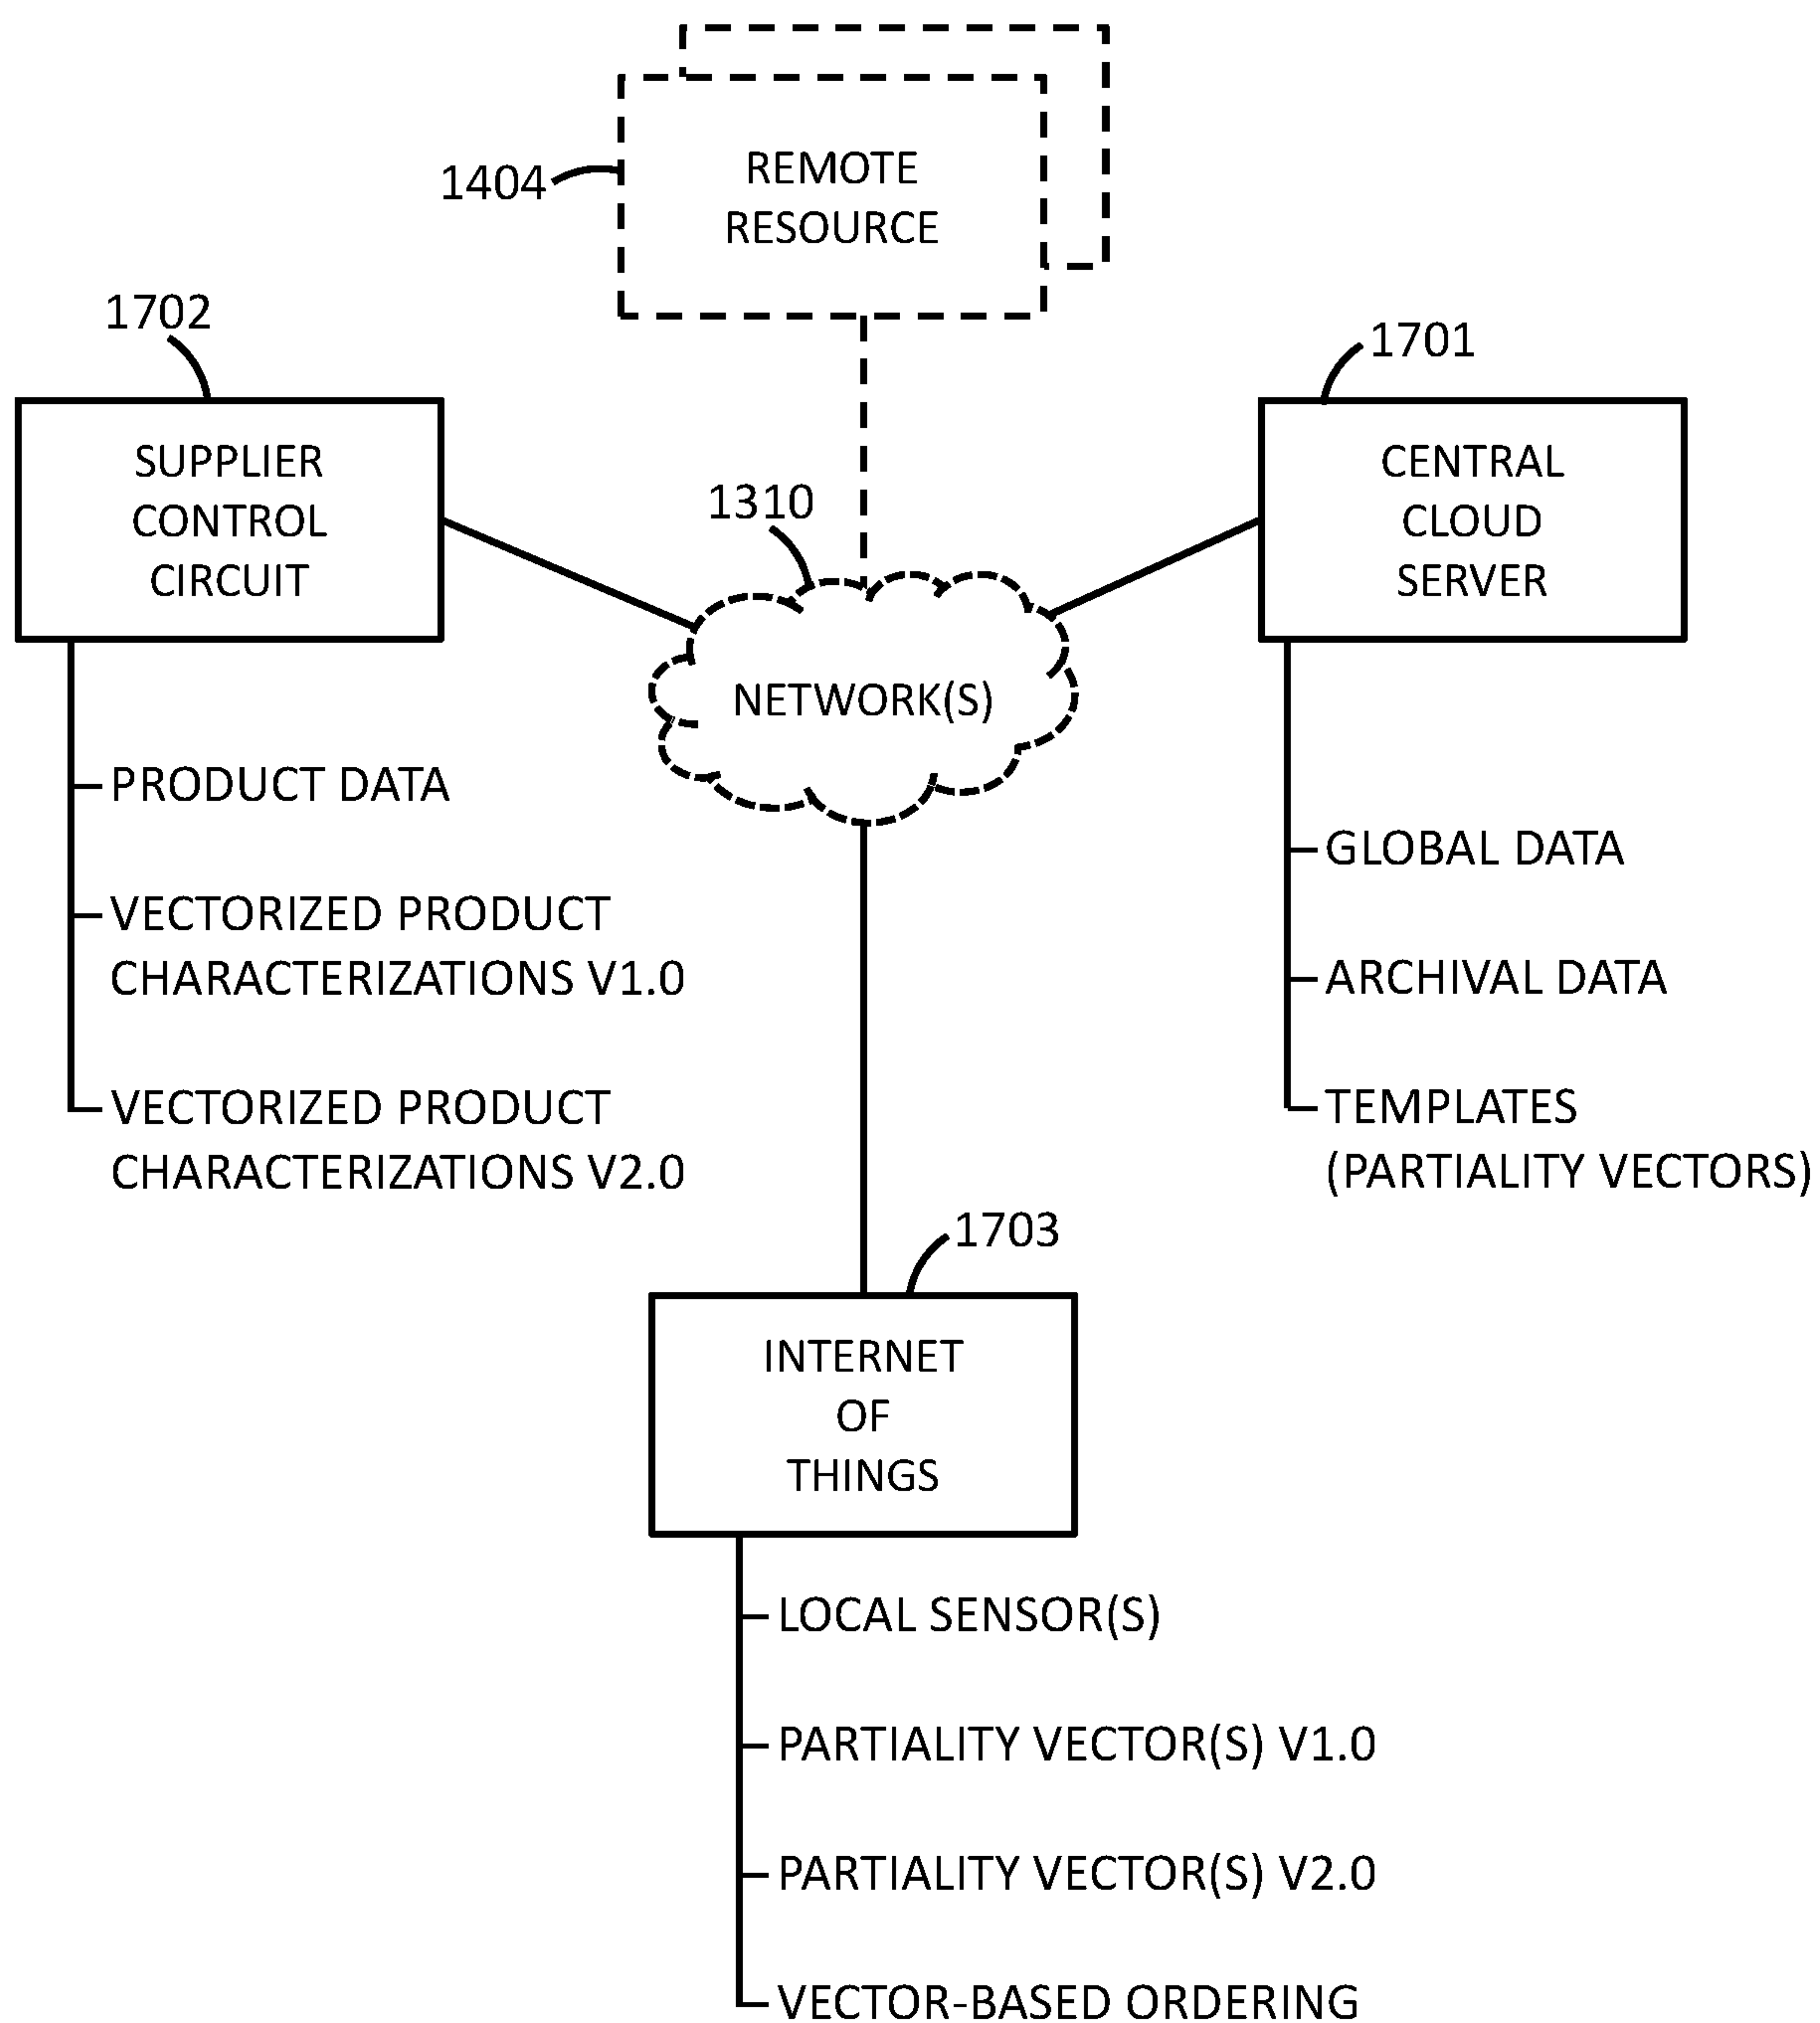 1404
REMOTE
RESOURCE
1702
SUPPLIER
CONTROL
CIRCUIT
1701
CENTRAL
CLOUD
SERVER
1310
NETWORK(S)
PRODUCT DATA
VECTORIZED PRODUCT
CHARACTERIZATIONS V1.0
VECTORIZED PRODUCT
CHARACTERIZATIONS V2.0
GLOBAL DATA
ARCHIVAL DATA
TEMPLATES
(PARTIALITY VECTORS)
1703
INTERNET
OF
THINGS
LOCAL SENSOR(S)
PARTIALITY VECTOR(S) V1.0
PARTIALITY VECTOR(S) V2.0
VECTOR-BASED ORDERING